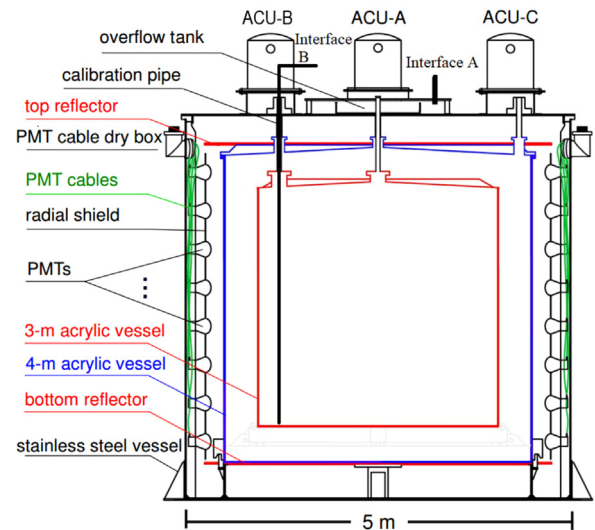 ACU-B
ACU-A
ACU-C
overflow tank
Interface
B
Interface A
calibration pipe
top reflector
PMT cable dry box
PMT cables
radial shield
PMTs
3-m acrylic vessel
4-m acrylic vessel
bottom reflector
stainless steel vessel
5 m